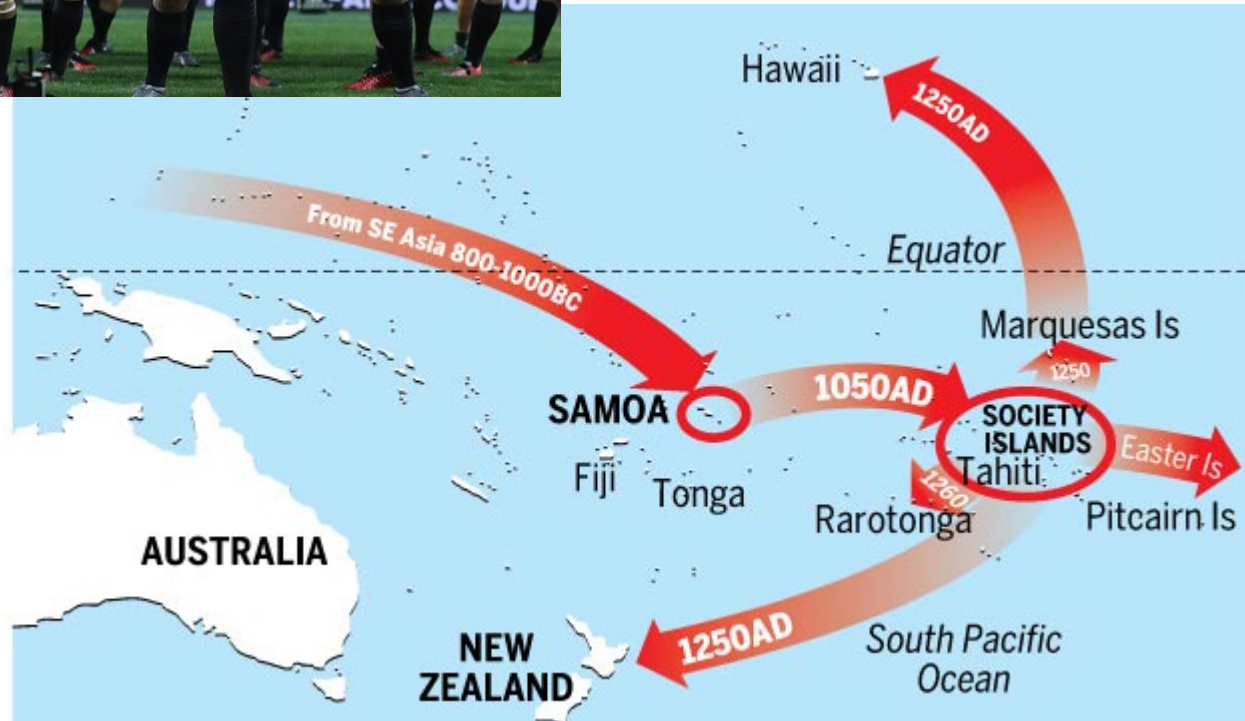 Hawaii
1250AD
From SE Asia 800-1000BC
Equator
Marquesas Is
1250
SAMOA
1050AD
SOCIETY
ISLANDS
Tahiti
Easter Is
Fiji
Tonga
1260
Rarotonga
Pitcairn Is
AUSTRALIA
NEW
ZEALAND
1250AD
South Pacific
Ocean